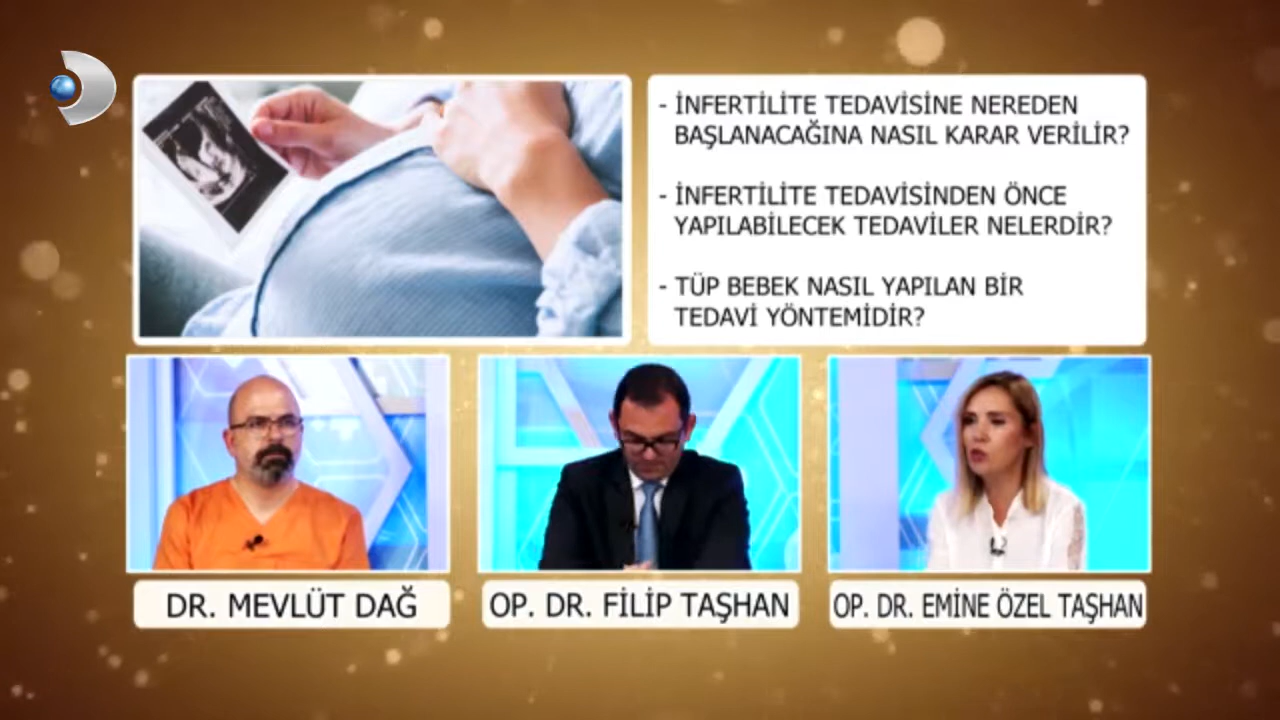 - İNFERTİLİTE TEDAVİSİNE NEREDEN
BAŞLANACAĞINA NASIL KARAR VERİLİR?
- İNFERTİLİTE TEDAVİSİNDEN ÖNCE
YAPILABİLECEK TEDAVİLER NELERDİR?
- TÜP BEBEK NASIL YAPILAN BİR
TEDAVİ YÖNTEMİDİR?
DR. MEVLÜT DAĞ
OP. DR. FİLİP TAŞHAN
OP. DR. EMİNE ÖZEL TAŞHAN